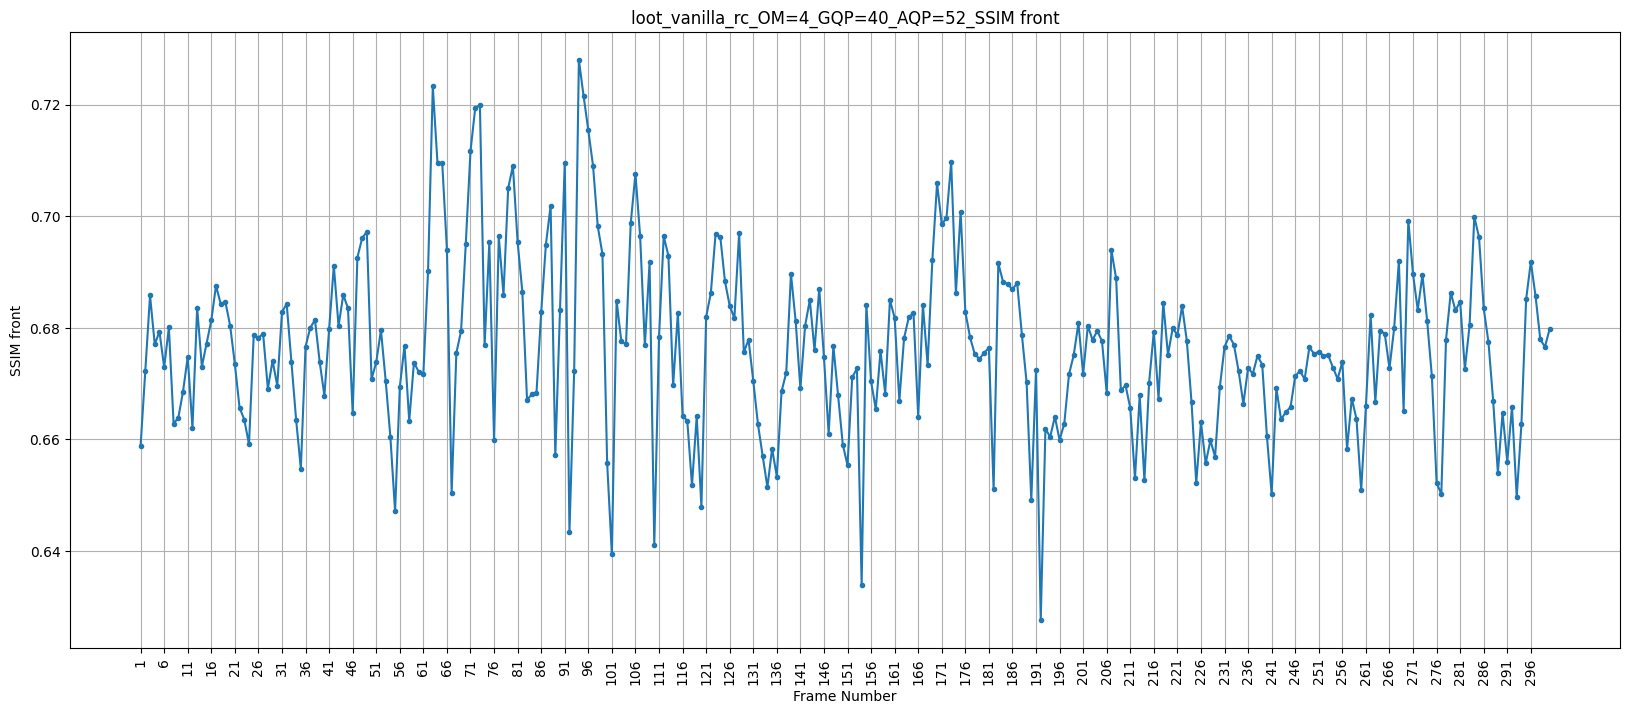 loot_vanilla_rc_OM=4_GQP=40_AQP=52_SSIM front
SSIM front
0.72
0.70
0.68
0.66
0.64
1 6 11 16 21 26 31 36 41 46 51 56 61 66 71 76 81 86 91 96 101 106 111 116 121 126 131 136 141 146 151 156 161 166 171 176 181 186 191 196 201 206 211 216 221 226 231 236 241 246 251 256 261 266 271 276 281 286 291 296
Frame Number